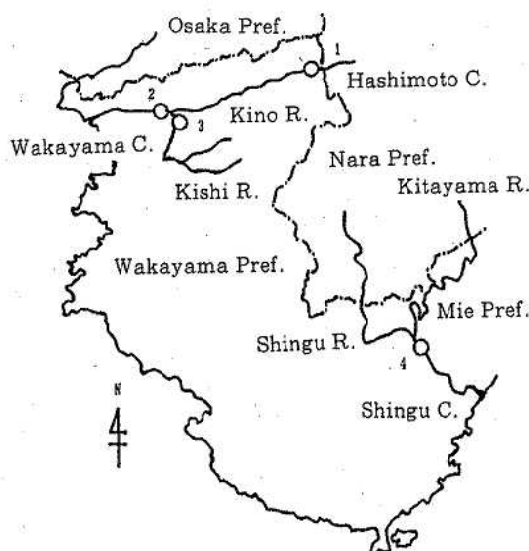 Osaka Pref.
1
Hashimoto C.
2
Kino R.
3
Wakayama C.
Nara Pref.
Kishi R.
Kitayama R.
Wakayama Pref.
Mie Pref.
Shingu R.
4
N
Shingu C.